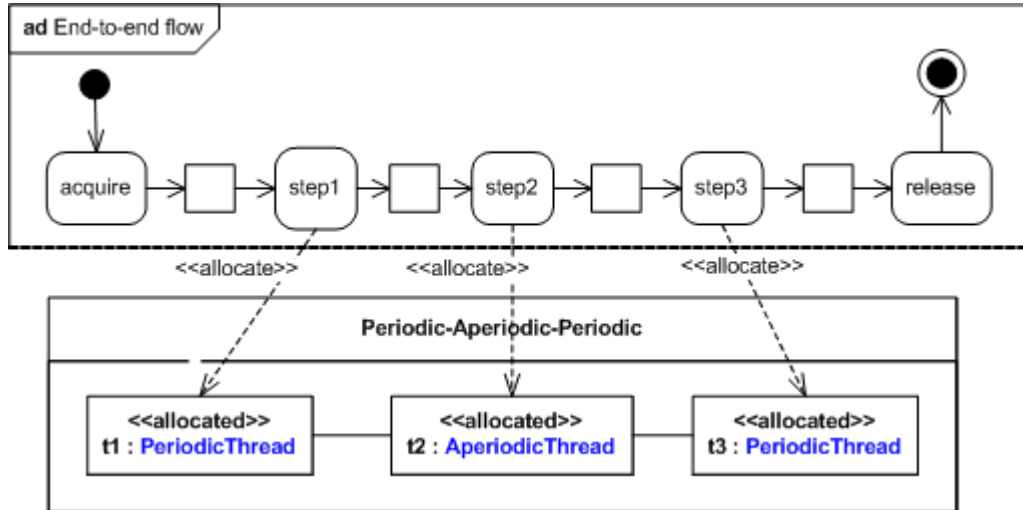 ad End-to-end flow
acquire
step1
step2
step3
release
<<allocate>>
<<allocate>>
<<allocate>>
Periodic-Aperiodic-Periodic
<<allocated>>
t1 : PeriodicThread
<<allocated>>
t2 : AperiodicThread
<<allocated>>
t3 : PeriodicThread